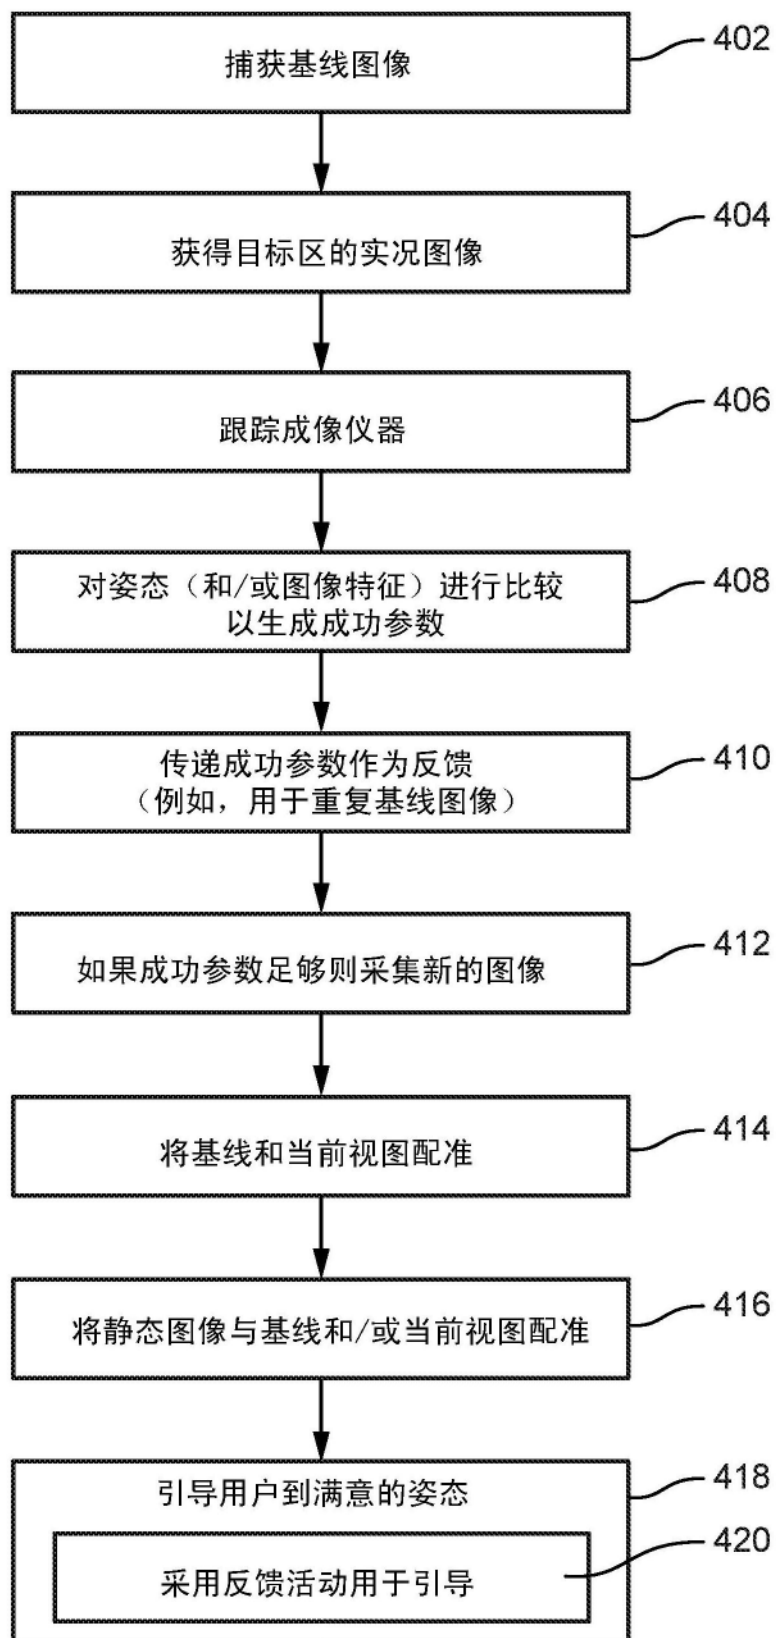 捕获基线图像
402
获得目标区的实况图像
404
跟踪成像仪器
406
对姿态（和/或图像特征）进行比较
以生成成功参数
408
传递成功参数作为反馈
（例如，用于重复基线图像）
410
如果成功参数足够则采集新的图像
412
将基线和当前视图配准
414
将静态图像与基线和/或当前视图配准
416
引导用户到满意的姿态
418
采用反馈活动用于引导
420